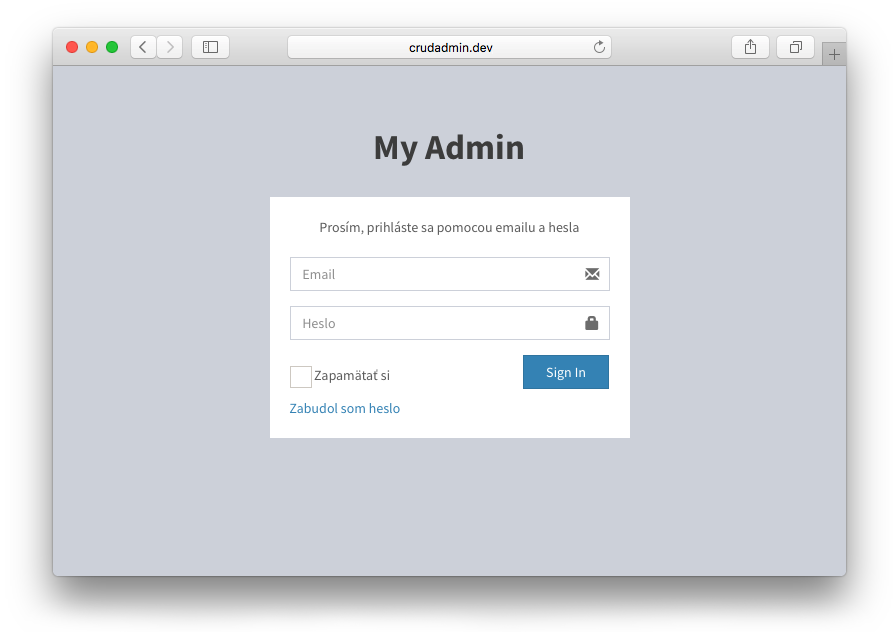 crudadmin.dev
My Admin
Prosím, prihláste sa pomocou emailu a hesla
Email
Heslo
Zapamätať si
Sign In
Zabudol som heslo